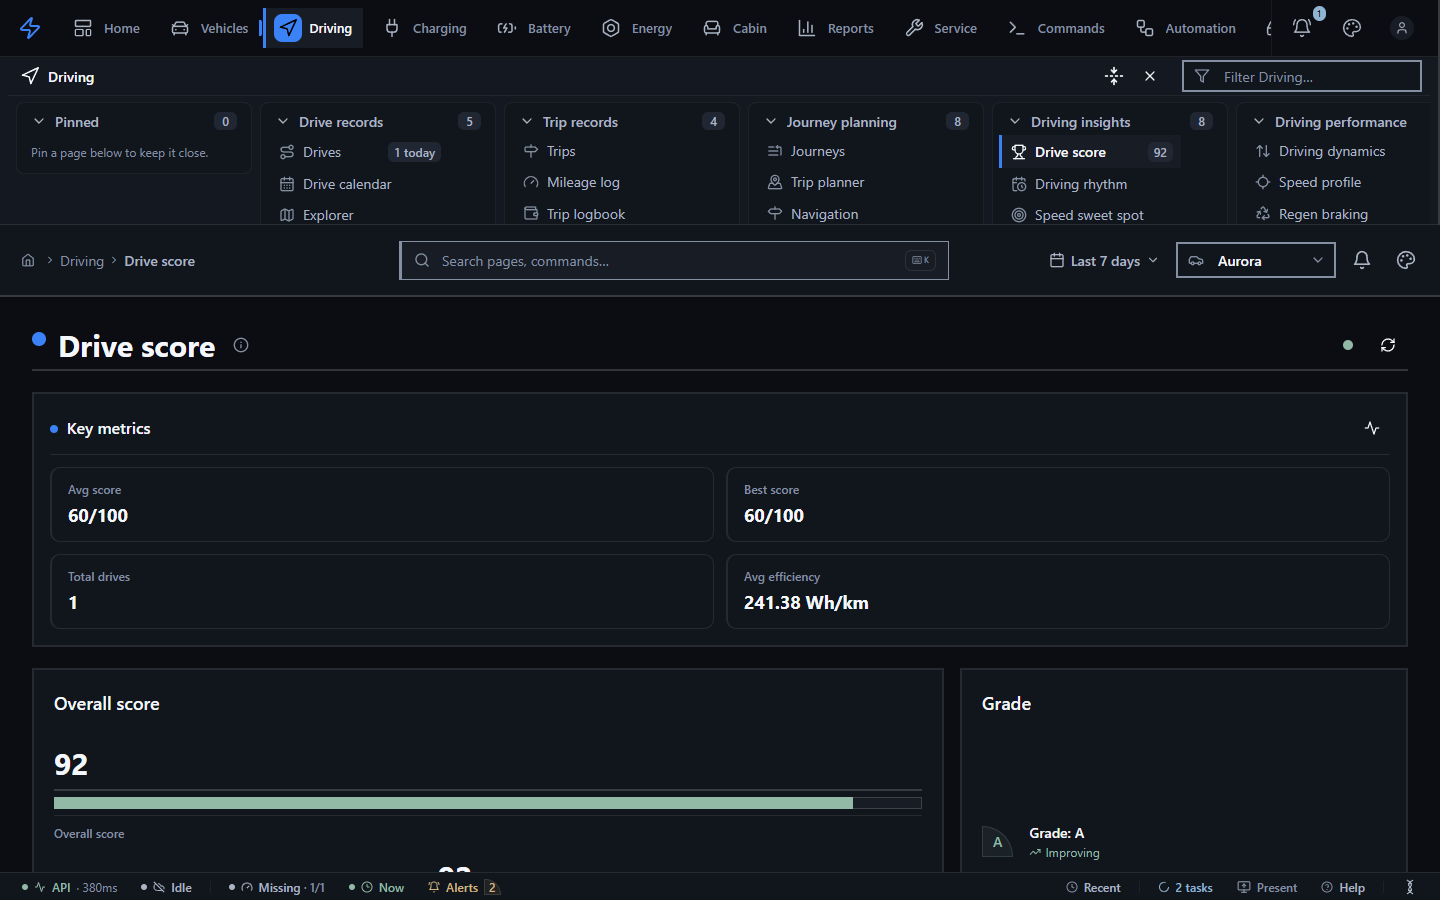 Home
Vehicles
Driving
Charging
Battery
Energy
Cabin
Reports
Service
Commands
Automation
1
Driving
Filter Driving...
Pinned 0
Pin a page below to keep it close.
Drive records 5
Drives 1 today
Drive calendar
Explorer
Trip records 4
Trips
Mileage log
Trip logbook
Journey planning 8
Journeys
Trip planner
Navigation
Driving insights 8
Drive score 92
Driving rhythm
Speed sweet spot
Driving performance
Driving dynamics
Speed profile
Regen braking
Driving Drive score
Search pages, commands...
K
Last 7 days
Aurora
Drive score
Key metrics
Avg score
60/100
Best score
60/100
Total drives
1
Avg efficiency
241.38 Wh/km
Overall score
92
Overall score
Grade
A
Grade: A
Improving
API · 380ms
Idle
Missing · 1/1
Now
Alerts 2
Recent
2 tasks
Present
Help